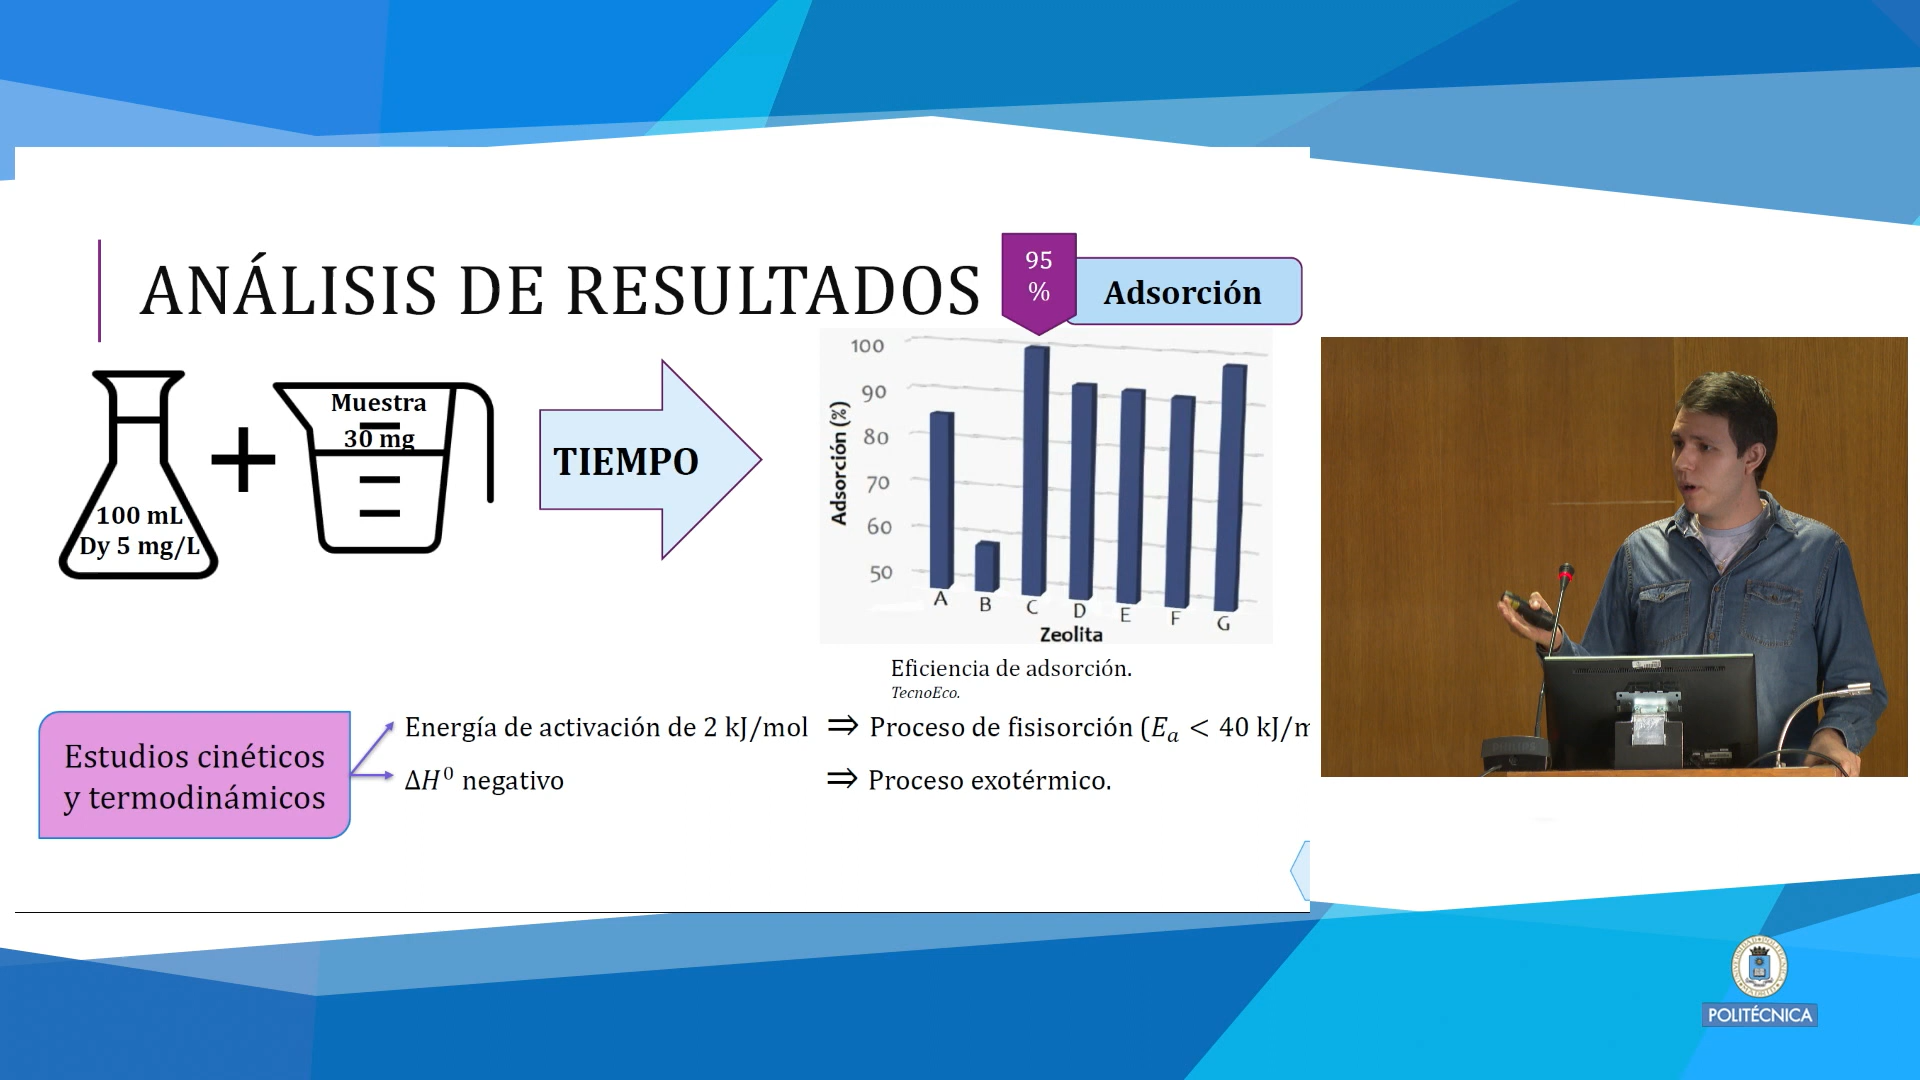 ANÁLISIS DE RESULTADOS
95
%
Adsorción
Muestra
30 mg
100 mL
Dy 5 mg/L
TIEMPO
Adsorción (%)
100
90
80
70
60
50
A B C D E F G
Zeolita
Eficiencia de adsorción.
TecnoEco.
Estudios cinéticos
y termodinámicos
Energía de activación de 2 kJ/mol ⇒ Proceso de fisisorción (Eₐ < 40 kJ/m
ΔH⁰ negativo ⇒ Proceso exotérmico.
PHILIPS
POLITÉCNICA